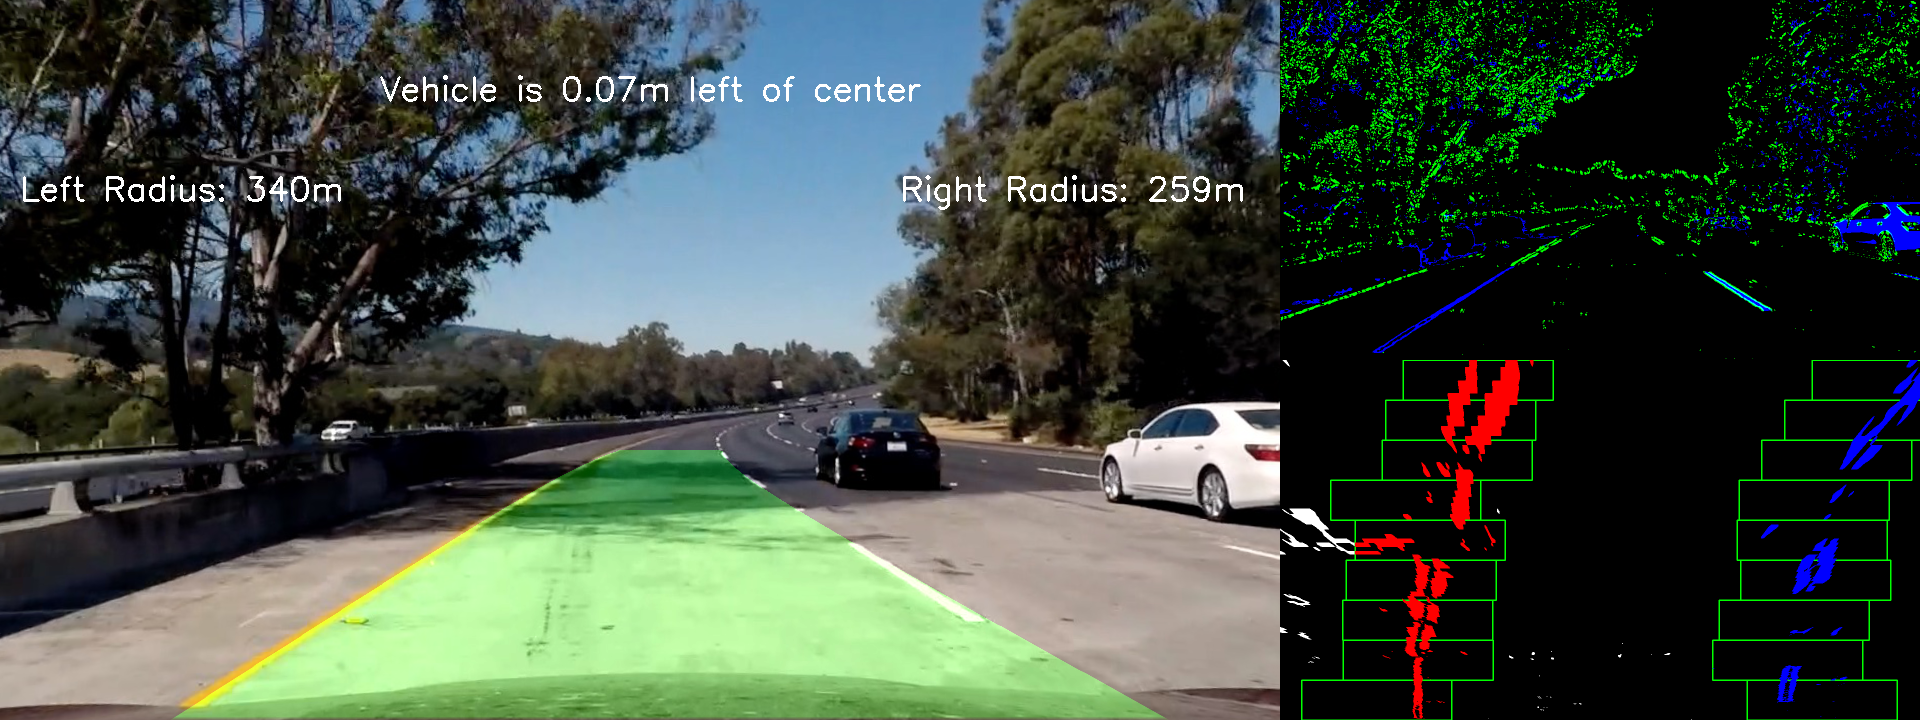 Vehicle is 0.07m left of center
Left Radius: 340m
Right Radius: 259m